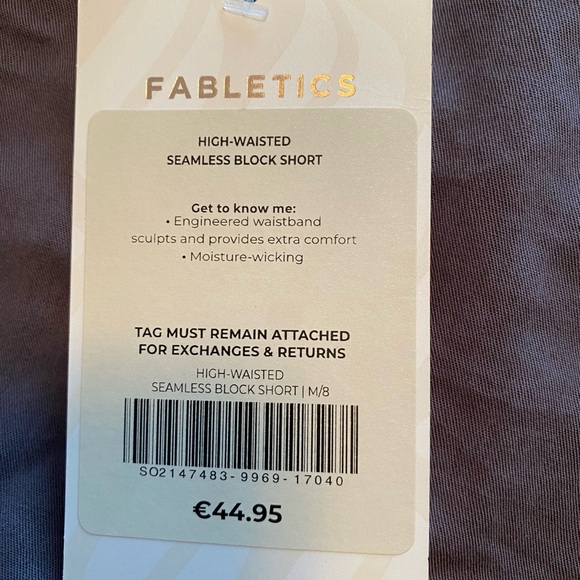 FABLETICS
HIGH-WAISTED
SEAMLESS BLOCK SHORT
Get to know me:
• Engineered waistband
sculpts and provides extra comfort
• Moisture-wicking
TAG MUST REMAIN ATTACHED
FOR EXCHANGES & RETURNS
HIGH-WAISTED
SEAMLESS BLOCK SHORT | M/8
SO2147483-9969-17040
€44.95